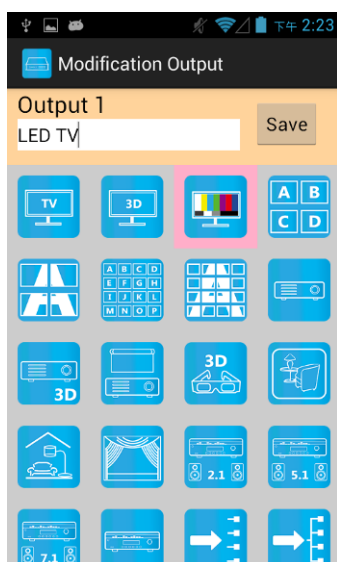 下午 2:23
Modification Output
Output 1
LED TV
Save
TV
3D
A B
C D
A B C D
E F G H
I J K L
M N O P
3D
3D
2.1
5.1
7.1